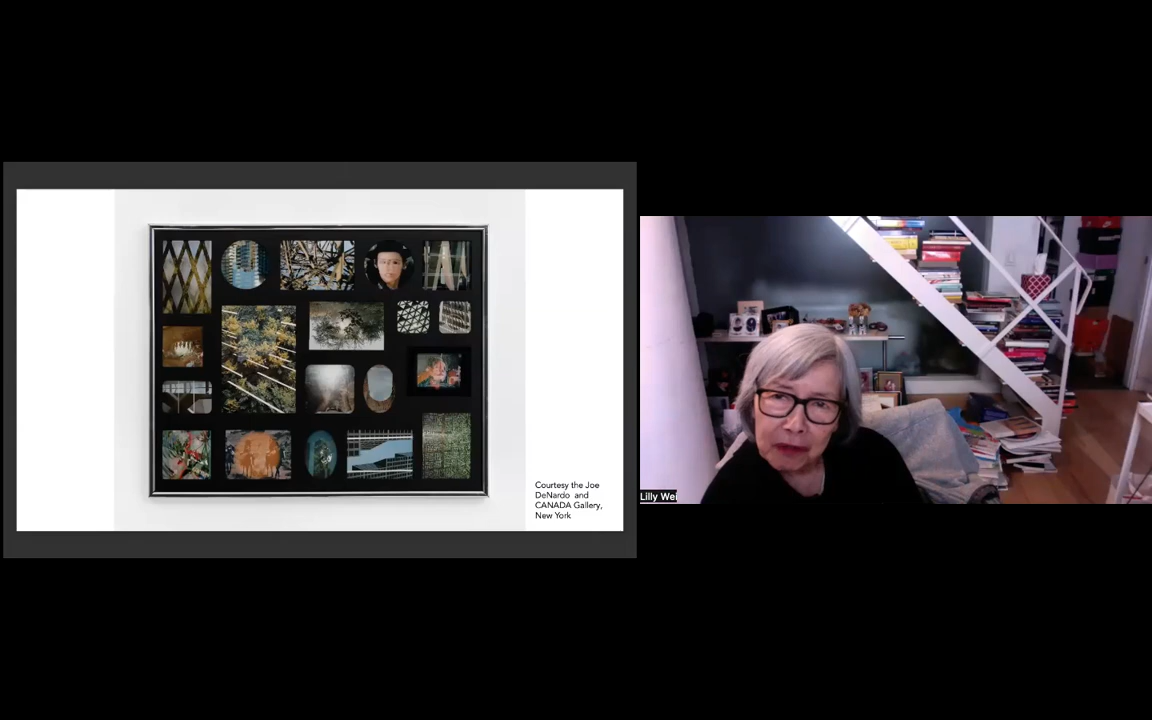 Courtesy the Joe
DeNardo and
CANADA Gallery,
New York
Lilly Wei